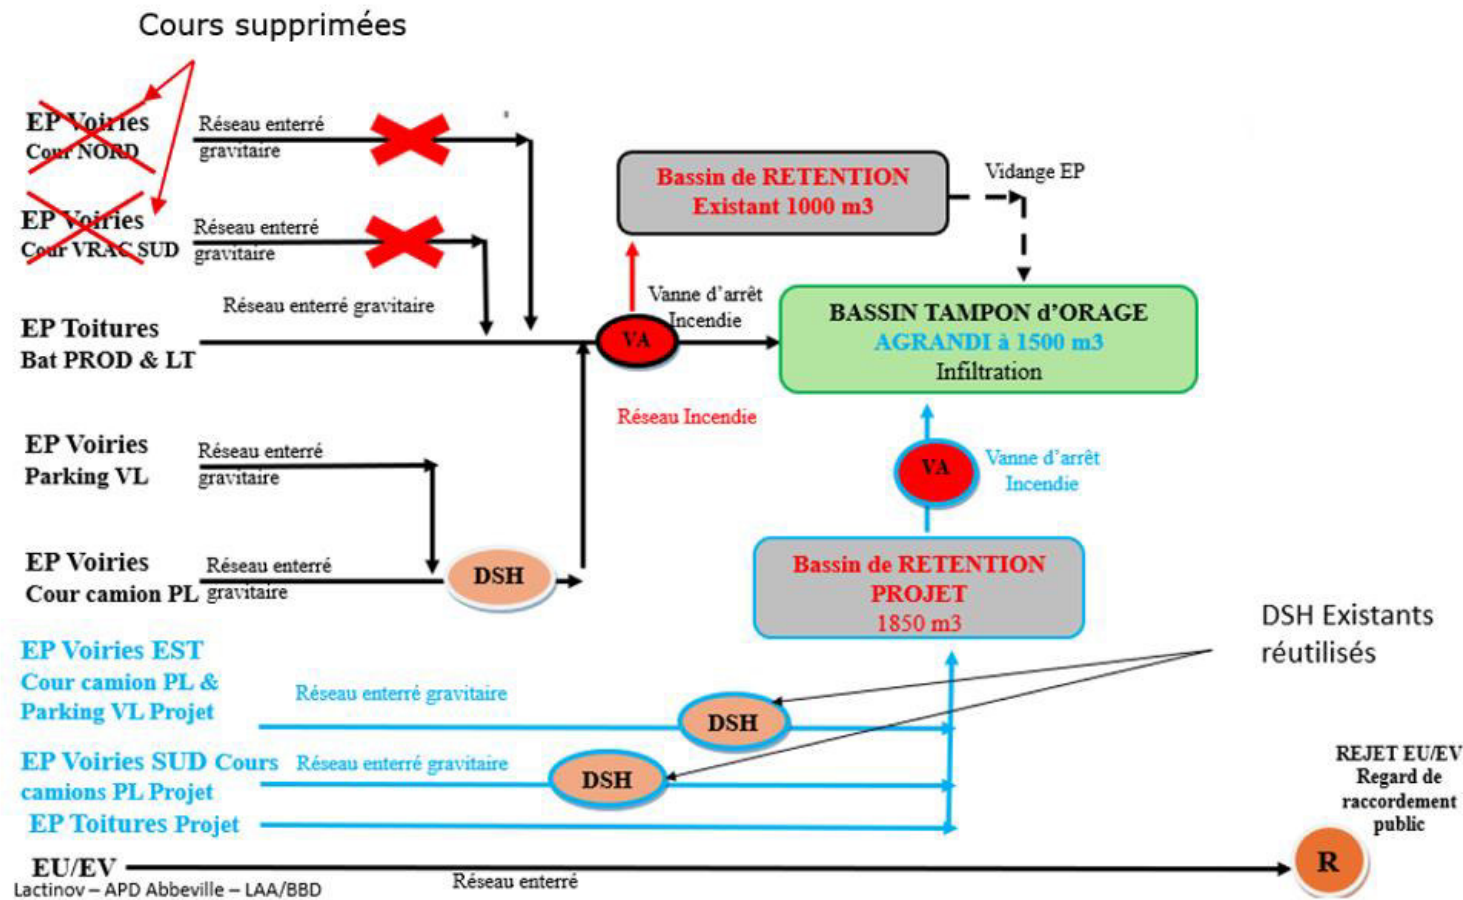 Cours supprimées
EP Voiries
Cour NORD
Réseau enterré
gravitaire
EP Voiries
Cour VRAC SUD
Réseau enterré
gravitaire
Bassin de RETENTION
Existant 1000 m3
Vidange EP
Réseau enterré gravitaire
EP Toitures
Bat PROD & LT
VA
Vanne d’arrêt
Incendie
BASSIN TAMPON d’ORAGE
AGRANDI à 1500 m3
Infiltration
Réseau Incendie
EP Voiries
Parking VL
Réseau enterré
gravitaire
VA
Vanne d’arrêt
Incendie
EP Voiries
Cour camion PL
Réseau enterré
gravitaire
DSH
Bassin de RETENTION
PROJET
1850 m3
DSH Existants
réutilisés
EP Voiries EST
Cour camion PL &
Parking VL Projet
Réseau enterré gravitaire
DSH
EP Voiries SUD Cours
camions PL Projet
Réseau enterré gravitaire
DSH
EP Toitures Projet
REJET EU/EV
Regard de
raccordement
public
R
EU/EV
Réseau enterré
Lactinov – APD Abbeville – LAA/BBD